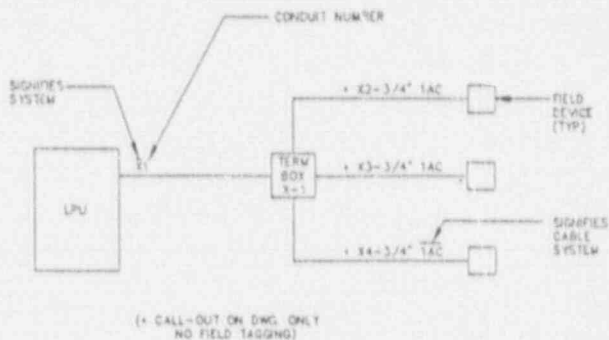 CONDUIT NUMBER
SIGNIFIES
SYSTEM
X1
LPU
TERM
BOX
X-1
+ X2-3/4" 1AC
FIELD
DEVICE
(TYP)
+ X3-3/4" 1AC
+ X4-3/4" 1AC
SIGNIFIES
CABLE
SYSTEM
(+ CALL-OUT ON DWG ONLY
NO FIELD TAGGING)